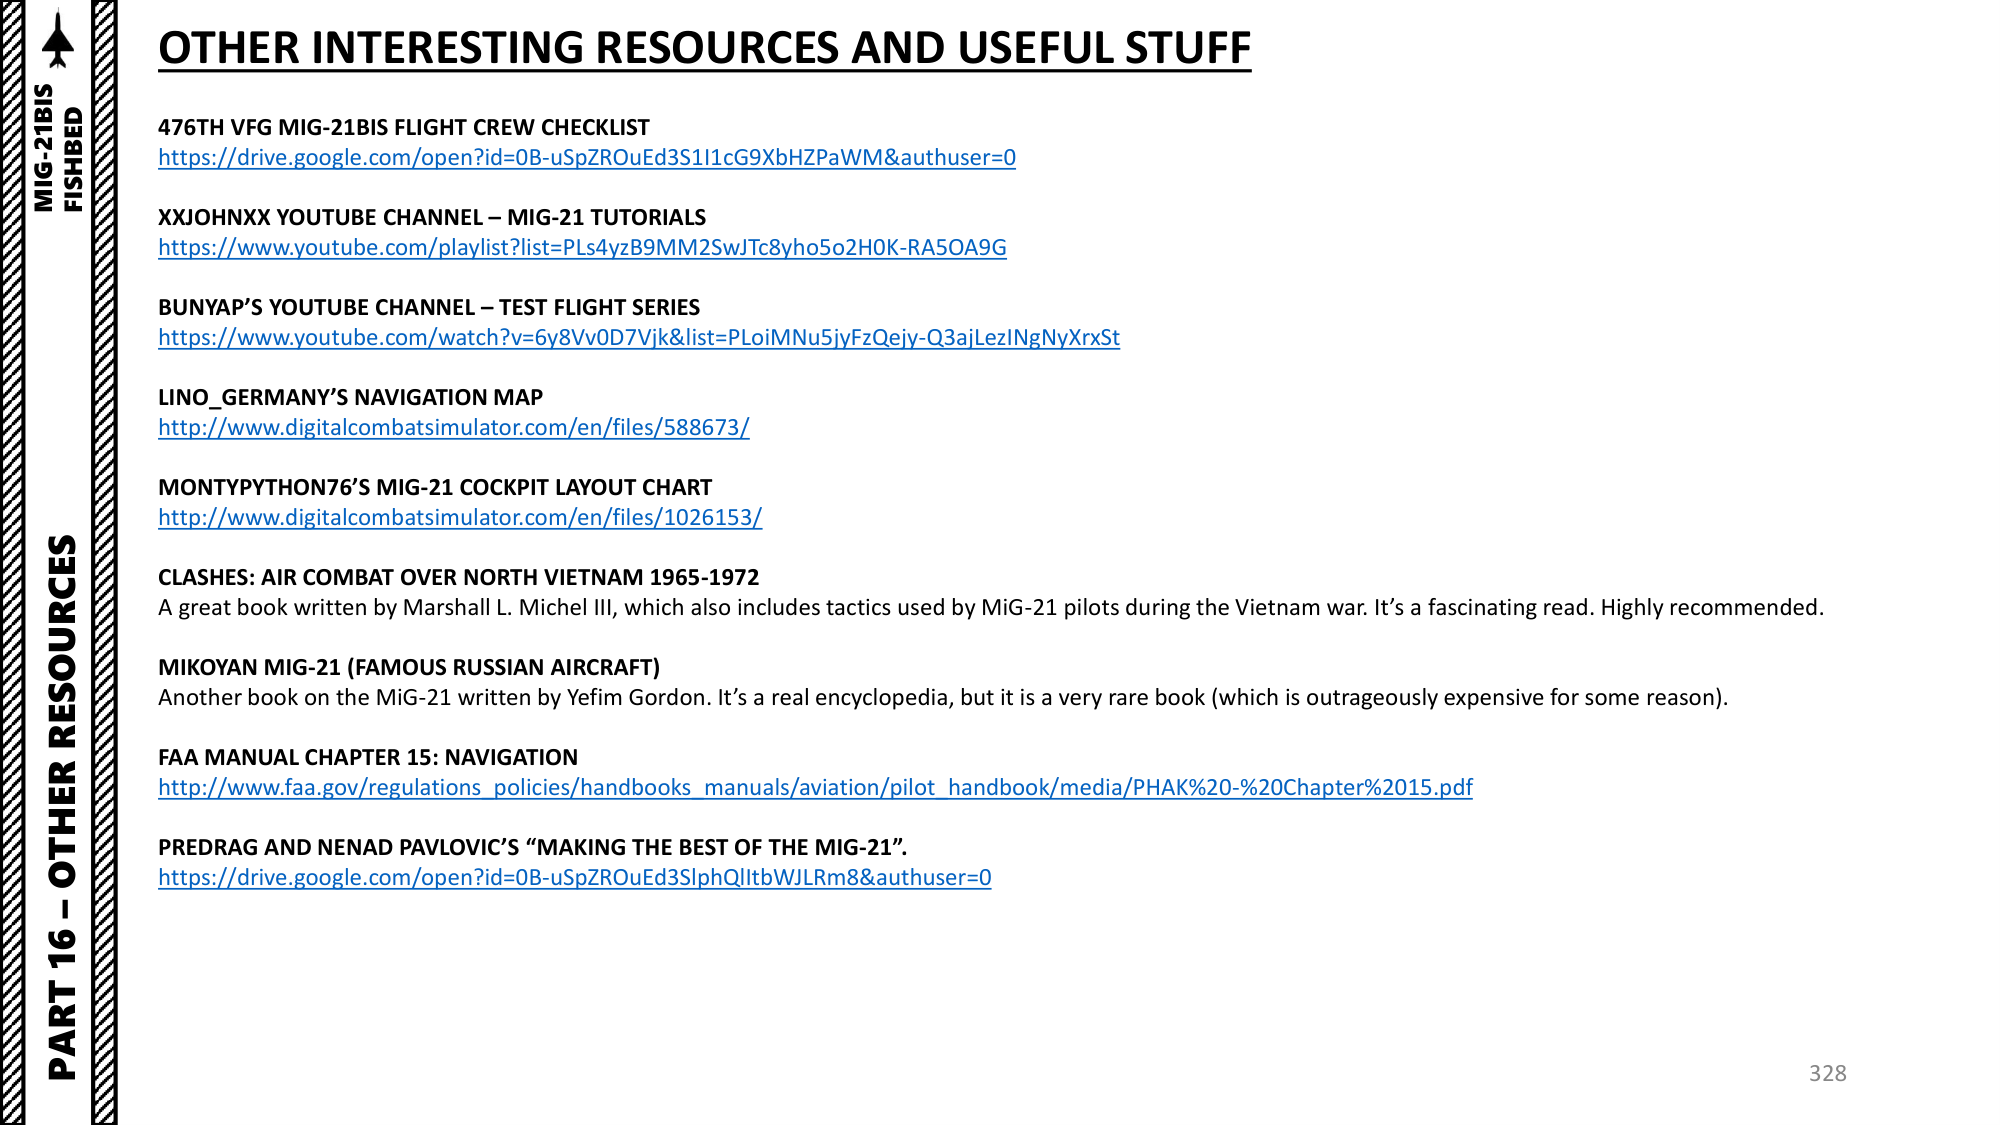 MIG-21BIS
FISHBED
PART 16 – OTHER RESOURCES
OTHER INTERESTING RESOURCES AND USEFUL STUFF
476TH VFG MIG-21BIS FLIGHT CREW CHECKLIST
https://drive.google.com/open?id=0B-uSpZROuEd3S1I1cG9XbHZPaWM&authuser=0
XXJOHNXX YOUTUBE CHANNEL – MIG-21 TUTORIALS
https://www.youtube.com/playlist?list=PLs4yzB9MM2SwJTc8yho5o2H0K-RA5OA9G
BUNYAP’S YOUTUBE CHANNEL – TEST FLIGHT SERIES
https://www.youtube.com/watch?v=6y8Vv0D7Vjk&list=PLoiMNu5jyFzQejy-Q3ajLezINgNyXrxSt
LINO_GERMANY’S NAVIGATION MAP
http://www.digitalcombatsimulator.com/en/files/588673/
MONTYPYTHON76’S MIG-21 COCKPIT LAYOUT CHART
http://www.digitalcombatsimulator.com/en/files/1026153/
CLASHES: AIR COMBAT OVER NORTH VIETNAM 1965-1972
A great book written by Marshall L. Michel III, which also includes tactics used by MiG-21 pilots during the Vietnam war. It’s a fascinating read. Highly recommended.
MIKOYAN MIG-21 (FAMOUS RUSSIAN AIRCRAFT)
Another book on the MiG-21 written by Yefim Gordon. It’s a real encyclopedia, but it is a very rare book (which is outrageously expensive for some reason).
FAA MANUAL CHAPTER 15: NAVIGATION
http://www.faa.gov/regulations_policies/handbooks_manuals/aviation/pilot_handbook/media/PHAK%20-%20Chapter%2015.pdf
PREDRAG AND NENAD PAVLOVIC’S “MAKING THE BEST OF THE MIG-21”.
https://drive.google.com/open?id=0B-uSpZROuEd3SlphQlItbWJLRm8&authuser=0
328